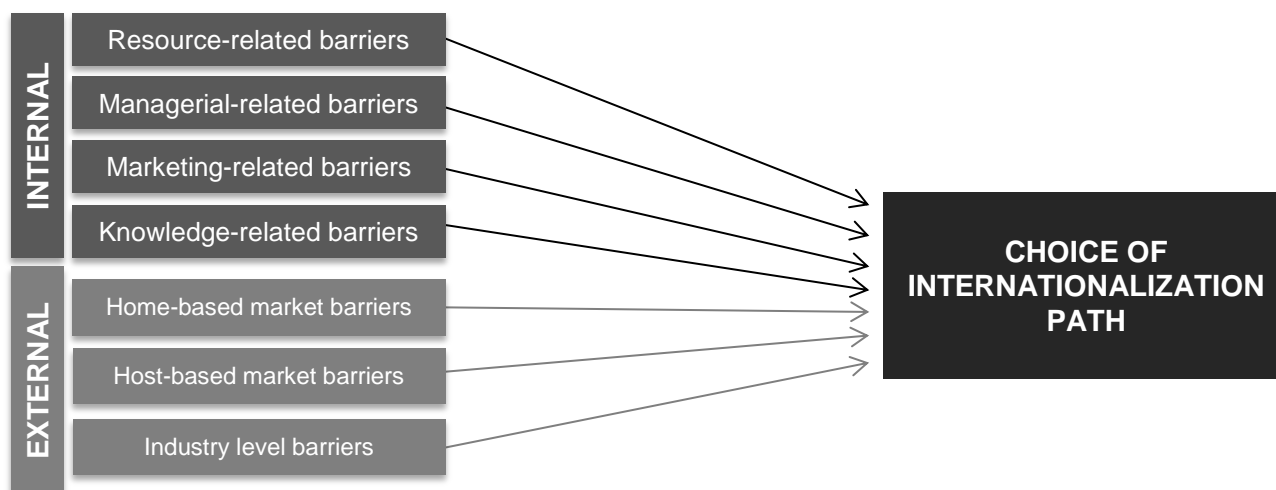 INTERNAL
Resource-related barriers
Managerial-related barriers
Marketing-related barriers
Knowledge-related barriers
EXTERNAL
Home-based market barriers
Host-based market barriers
Industry level barriers
CHOICE OF
INTERNATIONALIZATION
PATH